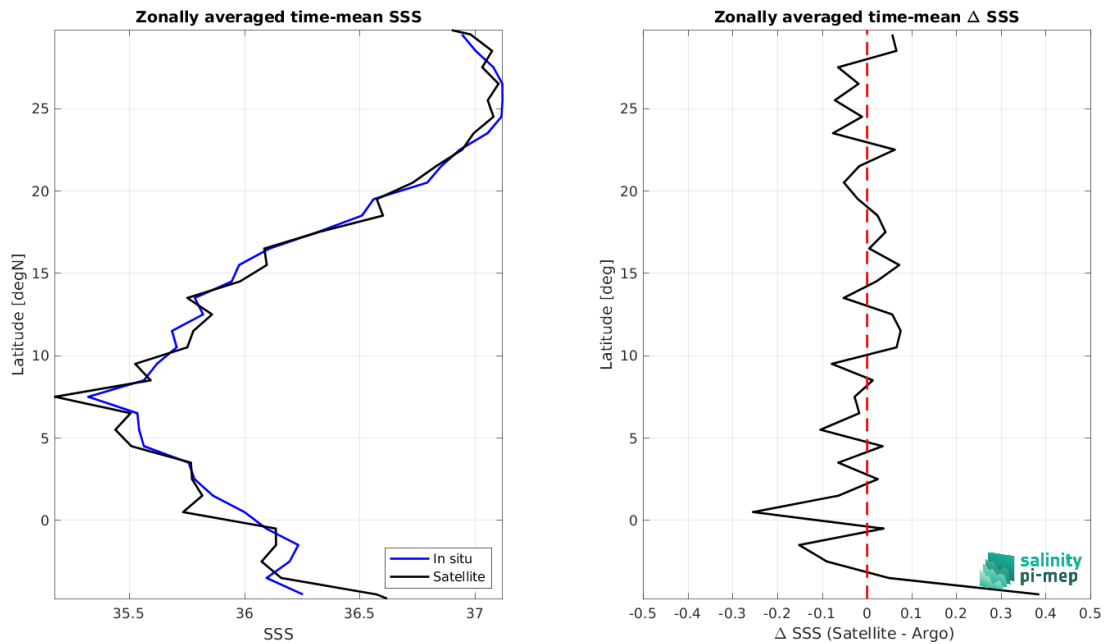 Zonally averaged time-mean SSS
Latitude [degN]
25
20
15
10
5
0
35.5
36
36.5
37
SSS
In situ
Satellite
Zonally averaged time-mean Δ SSS
Latitude [deg]
25
20
15
10
5
0
-0.5
-0.4
-0.3
-0.2
-0.1
0
0.1
0.2
0.3
0.4
0.5
Δ SSS (Satellite - Argo)
salinity
pi-mep